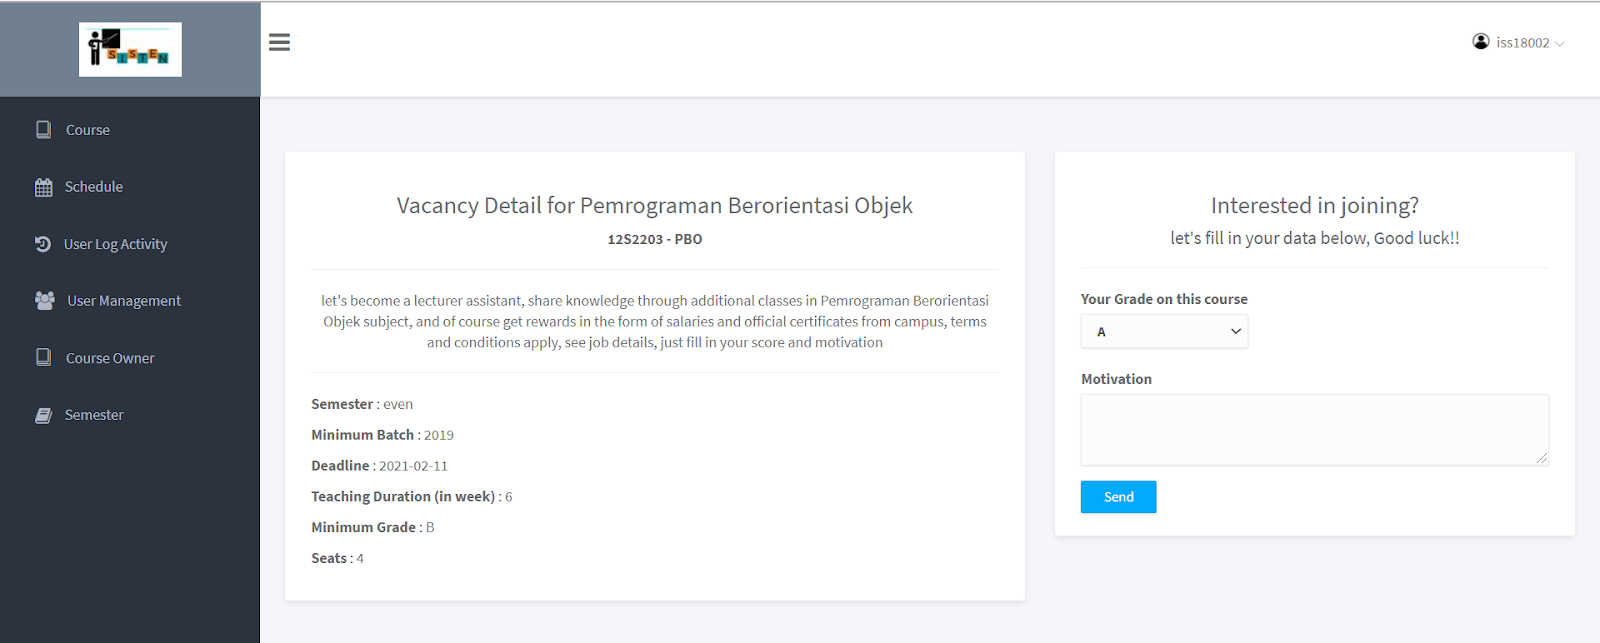 SISTEN
iss18002
Course
Schedule
User Log Activity
User Management
Course Owner
Semester
Vacancy Detail for Pemrograman Berorientasi Objek
12S2203 - PBO
let's become a lecturer assistant, share knowledge through additional classes in Pemrograman Berorientasi
Objek subject, and of course get rewards in the form of salaries and official certificates from campus, terms
and conditions apply, see job details, just fill in your score and motivation
Semester : even
Minimum Batch : 2019
Deadline : 2021-02-11
Teaching Duration (in week) : 6
Minimum Grade : B
Seats : 4
Interested in joining?
let's fill in your data below, Good luck!!
Your Grade on this course
A
Motivation
Send